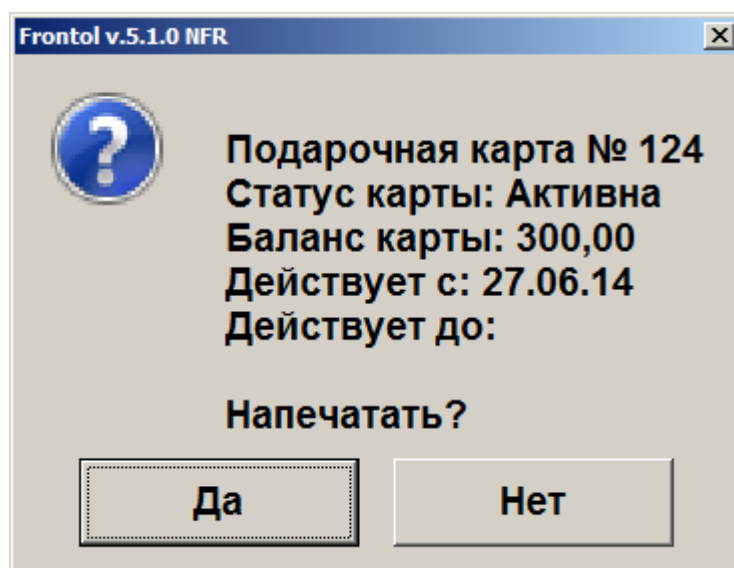 Frontol v.5.1.0 NFR
Подарочная карта № 124
Статус карты: Активна
Баланс карты: 300,00
Действует с: 27.06.14
Действует до:
Напечатать?
Да
Нет